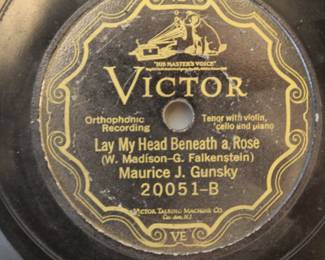 "HIS MASTER'S VOICE"
VICTOR
Orthophonic
Recording
Tenor with violin,
cello and piano
Lay My Head Beneath a Rose
(W. Madison-G. Falkenstein)
Maurice J. Gunsky
20051-B
VICTOR TALKING MACHINE CO.
Camden, N.J.
VE